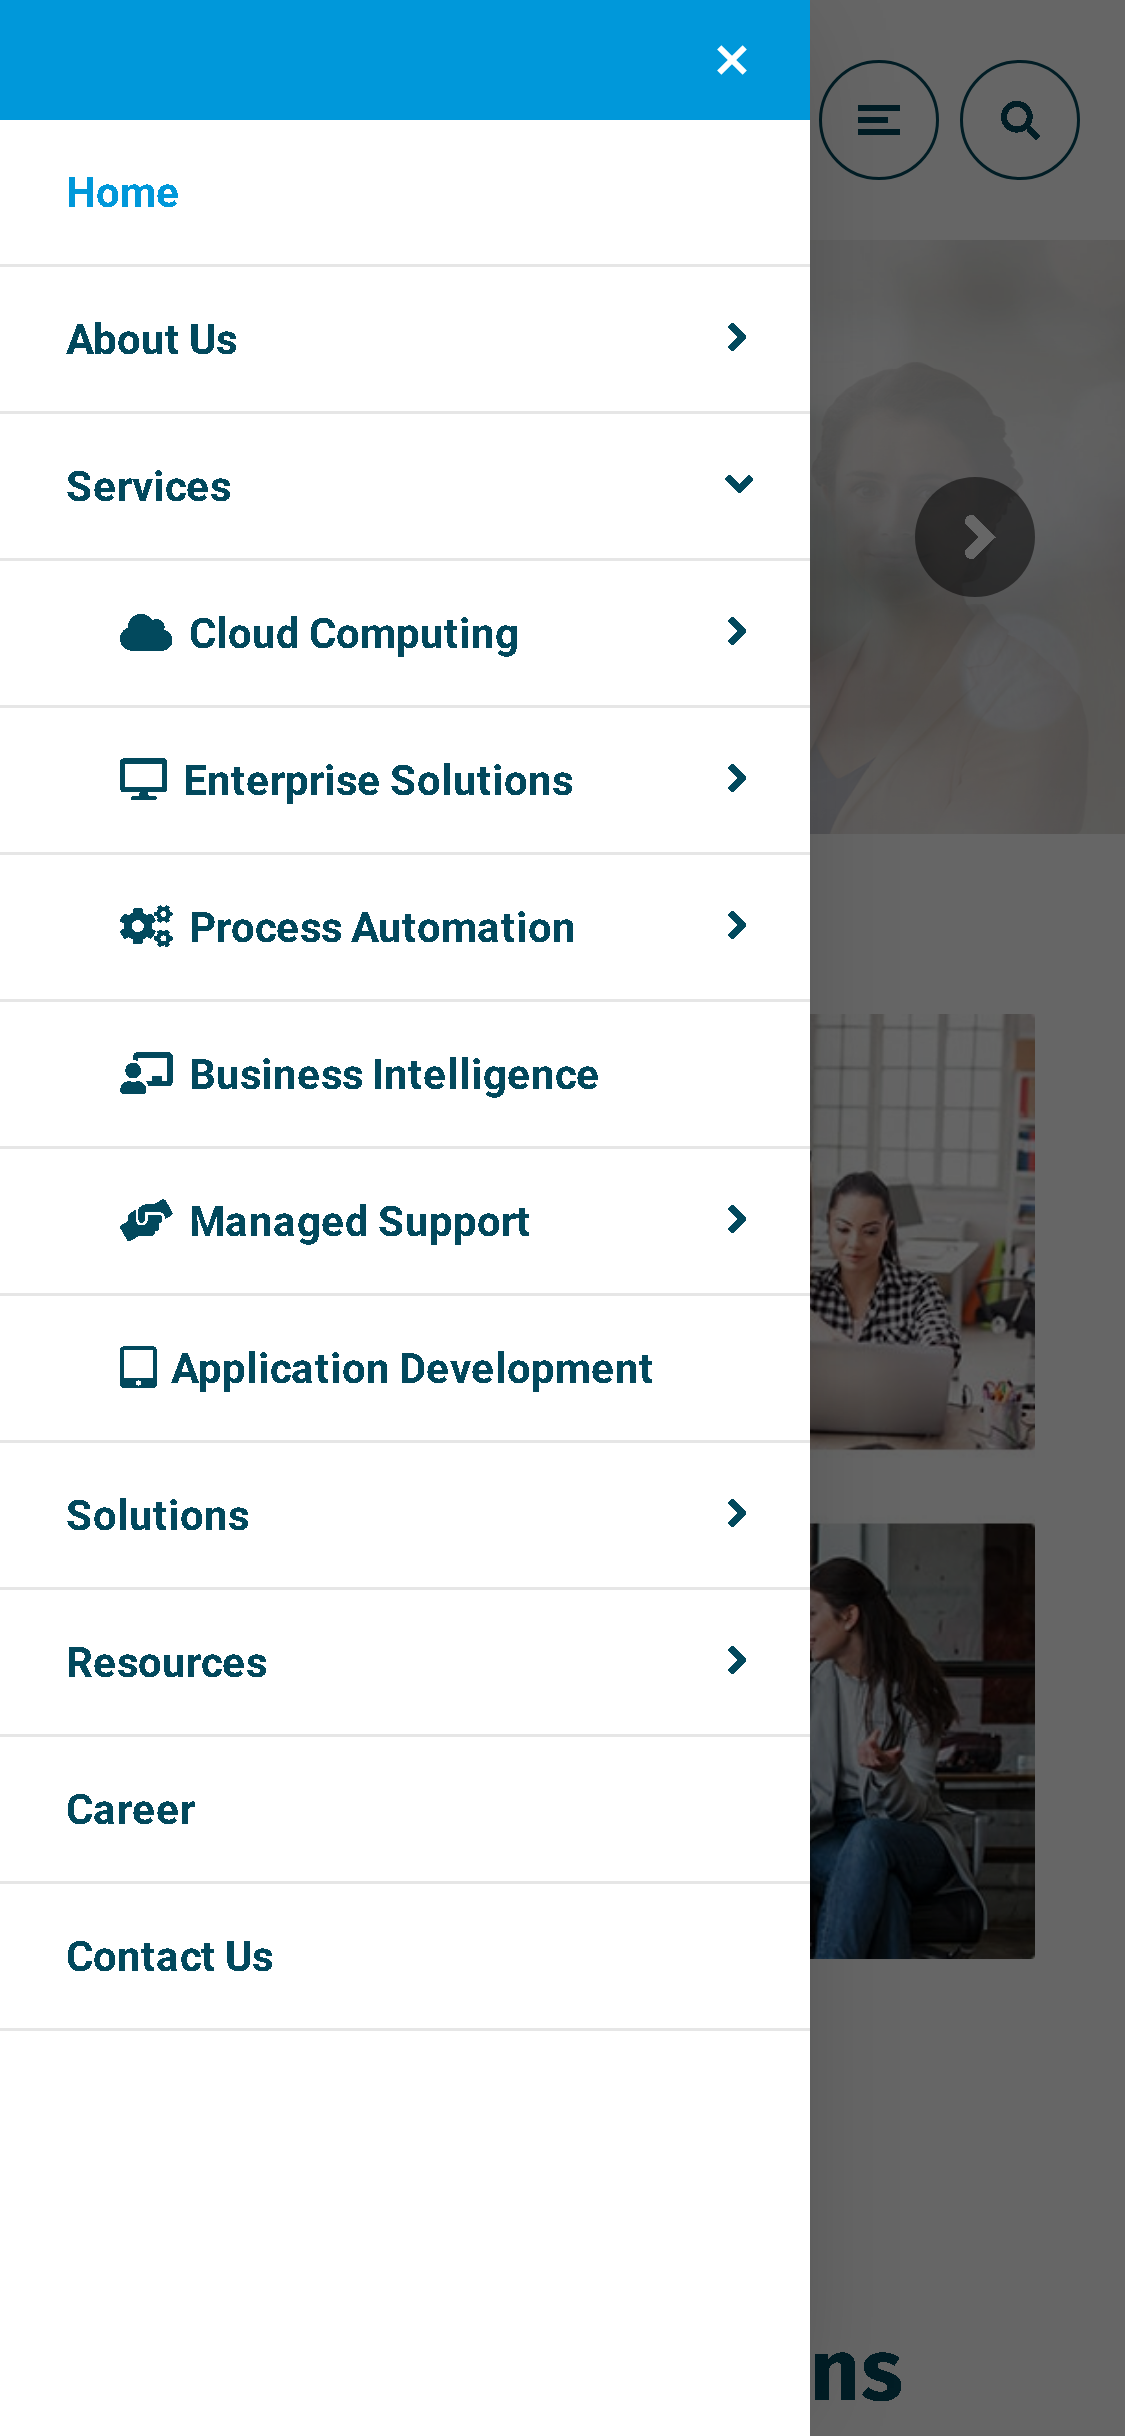 Home
About Us
Services
Cloud Computing
Enterprise Solutions
Process Automation
Business Intelligence
Managed Support
Application Development
Solutions
Resources
Career
Contact Us
ns